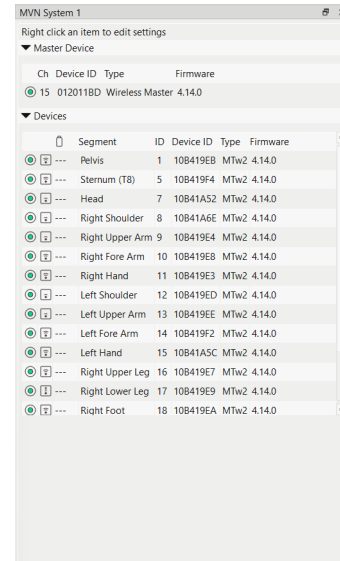 MVN System 1
Right click an item to edit settings
Master Device
Ch Device ID Type Firmware
15 012011BD Wireless Master 4.14.0
Devices
Segment ID Device ID Type Firmware
--- Pelvis 1 10B419EB MTw2 4.14.0
--- Sternum (T8) 5 10B419F4 MTw2 4.14.0
--- Head 7 10B41A52 MTw2 4.14.0
--- Right Shoulder 8 10B41A6E MTw2 4.14.0
--- Right Upper Arm 9 10B419E4 MTw2 4.14.0
--- Right Fore Arm 10 10B419E8 MTw2 4.14.0
--- Right Hand 11 10B419E3 MTw2 4.14.0
--- Left Shoulder 12 10B419ED MTw2 4.14.0
--- Left Upper Arm 13 10B419EE MTw2 4.14.0
--- Left Fore Arm 14 10B419F2 MTw2 4.14.0
--- Left Hand 15 10B41A5C MTw2 4.14.0
--- Right Upper Leg 16 10B419E7 MTw2 4.14.0
--- Right Lower Leg 17 10B419E9 MTw2 4.14.0
--- Right Foot 18 10B419EA MTw2 4.14.0